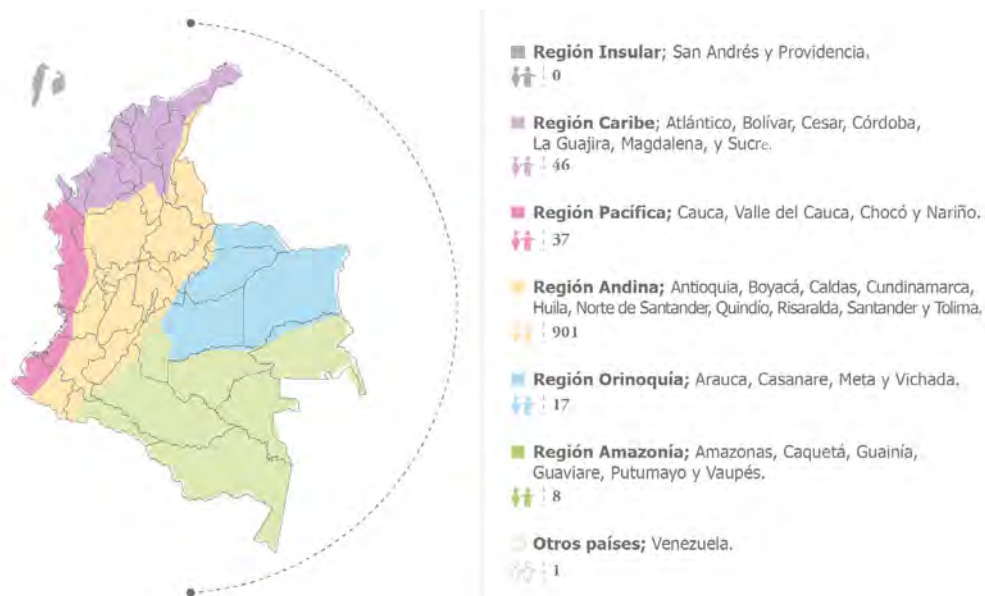 Región Insular; San Andrés y Providencia.
0
Región Caribe; Atlántico, Bolívar, Cesar, Córdoba,
La Guajira, Magdalena, y Sucre.
46
Región Pacífica; Cauca, Valle del Cauca, Chocó y Nariño.
37
Región Andina; Antioquia, Boyacá, Caldas, Cundinamarca,
Huila, Norte de Santander, Quindío, Risaralda, Santander y Tolima.
901
Región Orinoquía; Arauca, Casanare, Meta y Vichada.
17
Región Amazonía; Amazonas, Caquetá, Guainía,
Guaviare, Putumayo y Vaupés.
8
Otros países; Venezuela.
1